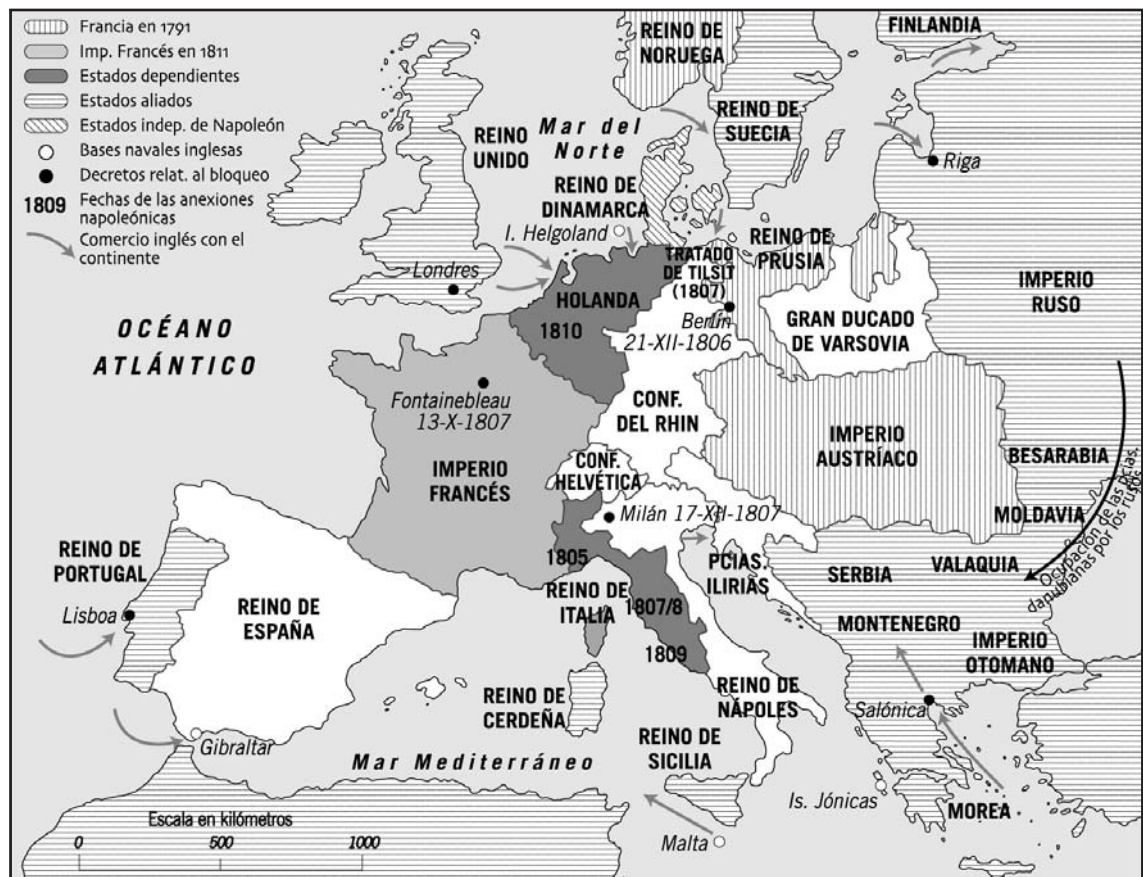 Francia en 1791
Imp. Francés en 1811
Estados dependientes
Estados aliados
Estados indep. de Napoleón
Bases navales inglesas
Decretos relat. al bloqueo
1809 Fechas de las anexiones
napoleónicas
Comercio inglés con el
continente
REINO DE
NORUEGA
FINLANDIA
REINO DE
SUECIA
Mar del
Norte
REINO
UNIDO
Riga
REINO DE
DINAMARCA
I. Helgoland
Londres
HOLANDA
1810
TRATADO
DE TILSIT
(1807)
REINO DE
PRUSIA
Berlín
21-XII-1806
GRAN DUCADO
DE VARSOVIA
IMPERIO
RUSO
OCÉANO
ATLÁNTICO
Fontainebleau
13-X-1807
CONF.
DEL RHIN
IMPERIO
FRANCÉS
CONF.
HELVÉTICA
IMPERIO
AUSTRÍACO
BESARABIA
MOLDAVIA
Ocupación de las pcias.
danubianas por los rusos
Milán 17-XII-1807
REINO DE
PORTUGAL
Lisboa
REINO DE
ESPAÑA
1805
REINO DE
ITALIA
1807/8
1809
PCIAS.
ILIRIAS
SERBIA
VALAQUIA
MONTENEGRO
IMPERIO
OTOMANO
REINO DE
CERDEÑA
REINO DE
NÁPOLES
Salónica
Gibraltar
Mar Mediterráneo
REINO DE
SICILIA
Is. Jónicas
MOREA
Malta
Escala en kilómetros
0 500 1000